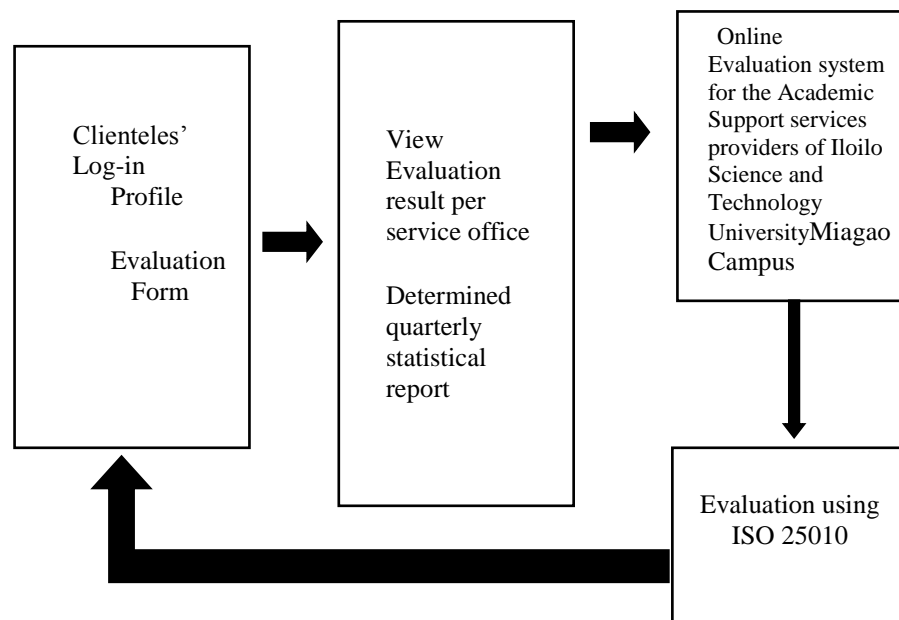 Clienteles’
Log-in
Profile
Evaluation
Form
View
Evaluation
result per
service office
Determined
quarterly
statistical
report
Online
Evaluation system
for the Academic
Support services
providers of Iloilo
Science and
Technology
UniversityMiagao
Campus
Evaluation using
ISO 25010